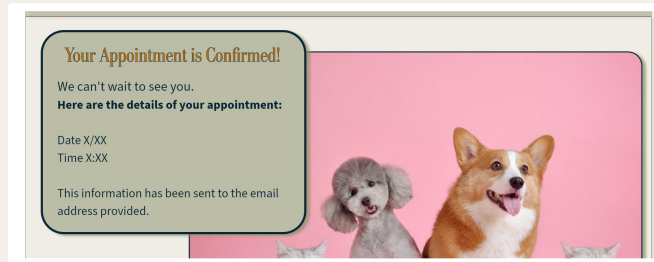 Your Appointment is Confirmed!
We can't wait to see you.
Here are the details of your appointment:
Date X/XX
Time X:XX
This information has been sent to the email
address provided.